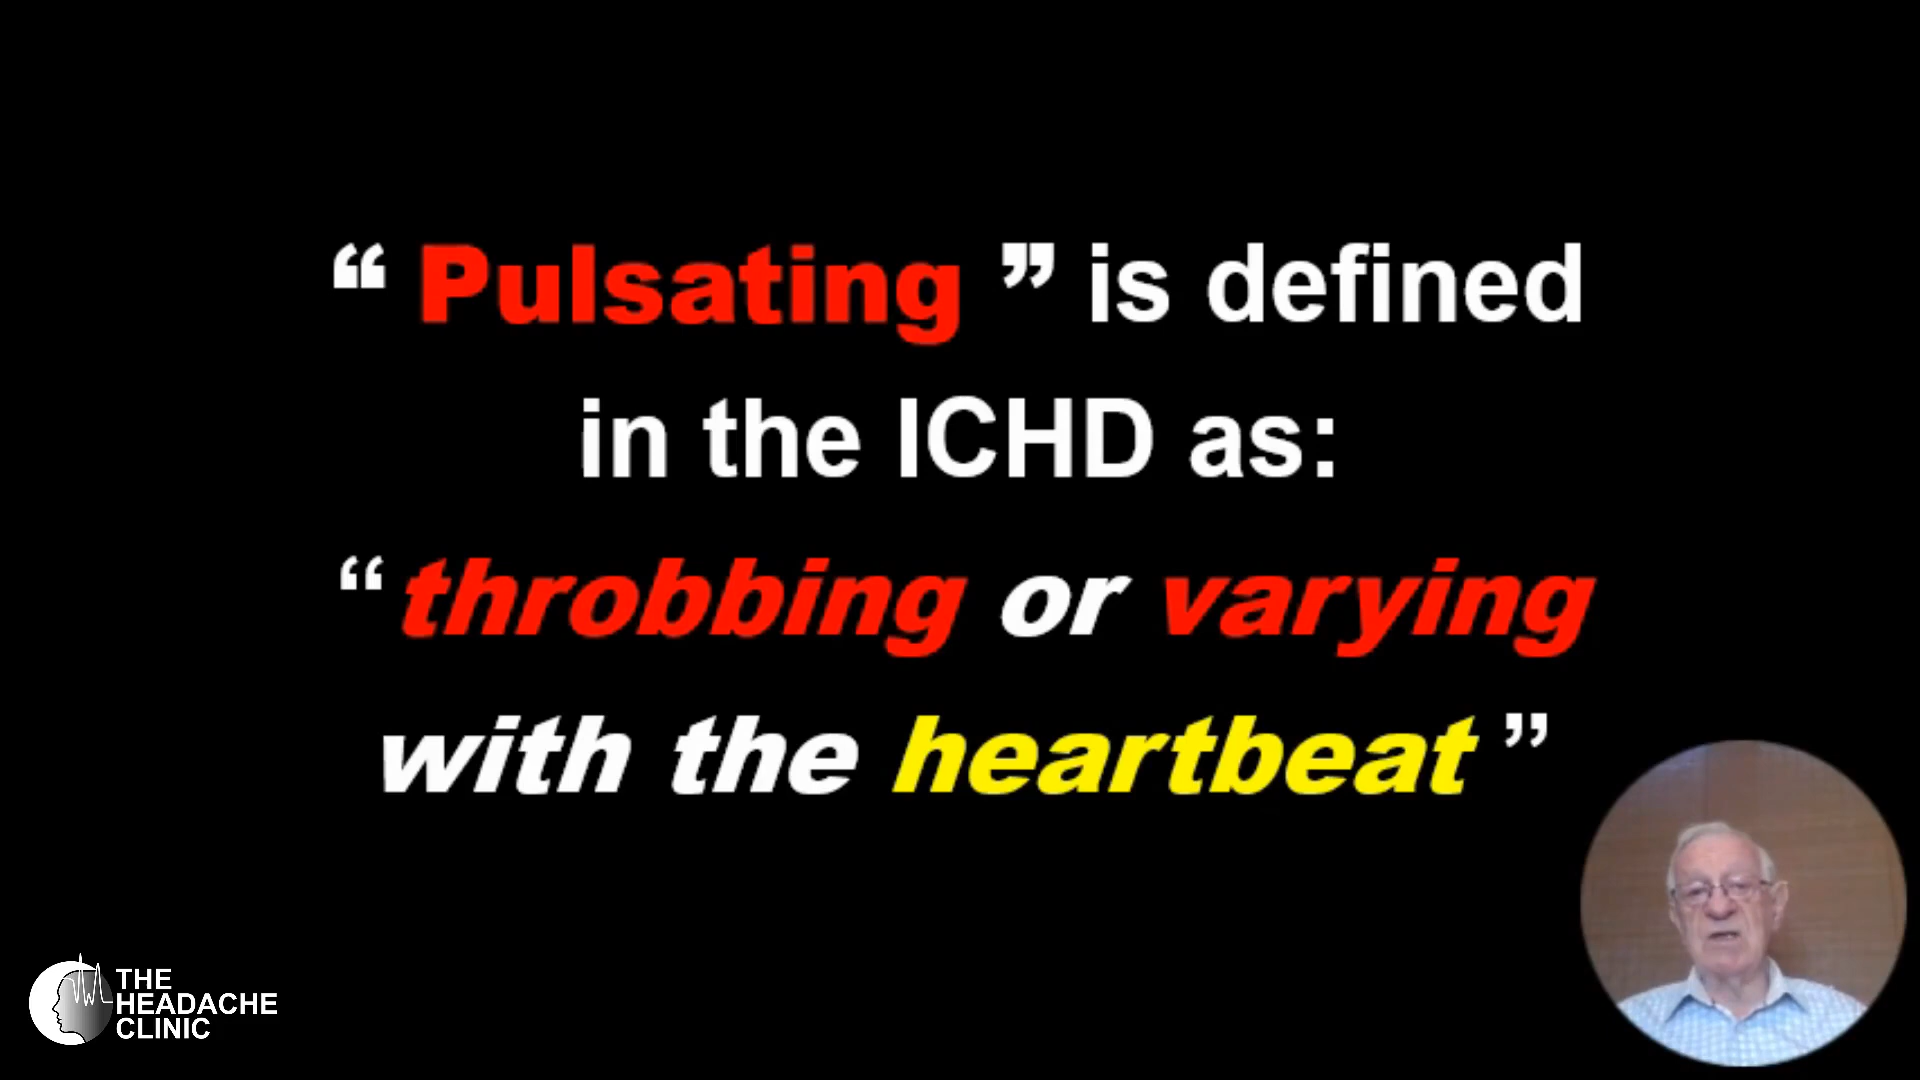 “ Pulsating ” is defined
in the ICHD as:
“ throbbing or varying
with the heartbeat ”
THE
HEADACHE
CLINIC